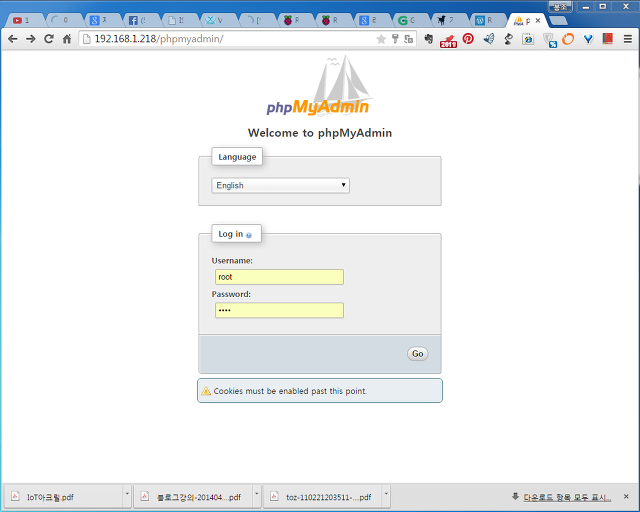 192.168.1.218/phpmyadmin/
phpMyAdmin
Welcome to phpMyAdmin
Language
English
Log in
Username:
root
Password:
••••
Go
Cookies must be enabled past this point.
IoT아크릴.pdf
블로그강의-201404....pdf
toz-110221203511-....pdf
다운로드 항목 모두 표시...